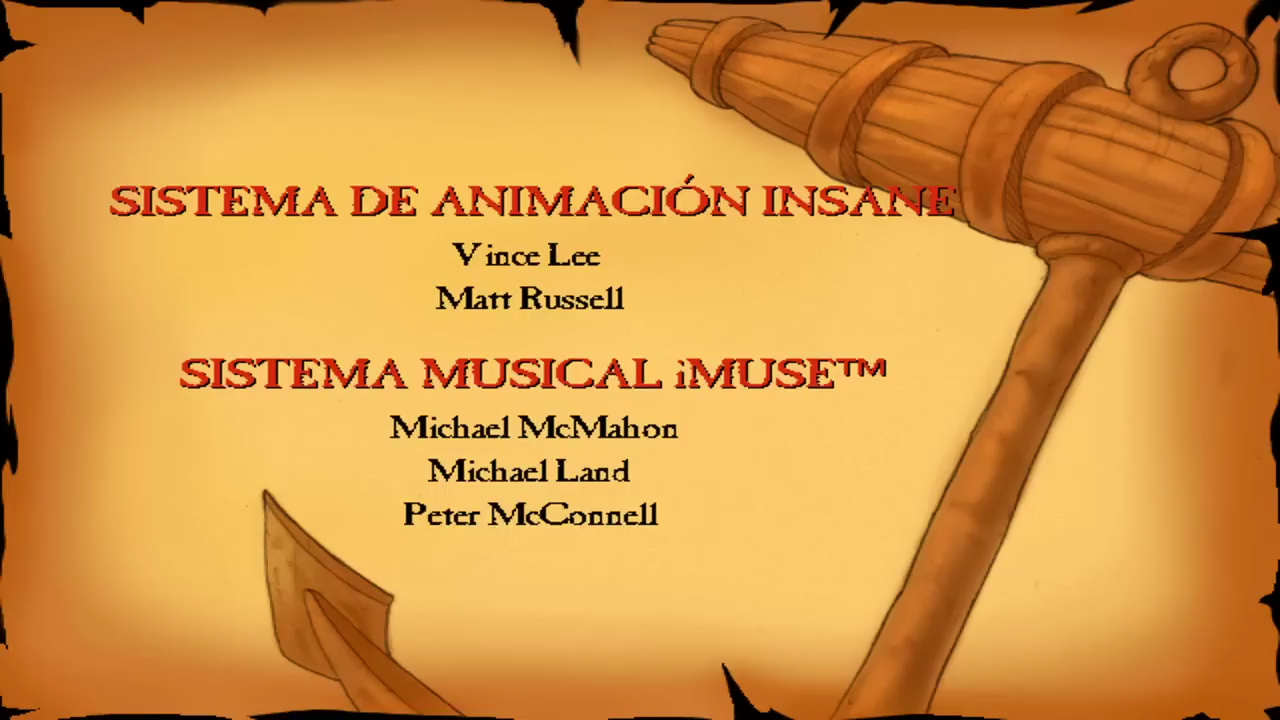 SISTEMA DE ANIMACIÓN INSANE
Vince Lee
Matt Russell
SISTEMA MUSICAL iMUSE™
Michael McMahon
Michael Land
Peter McConnell